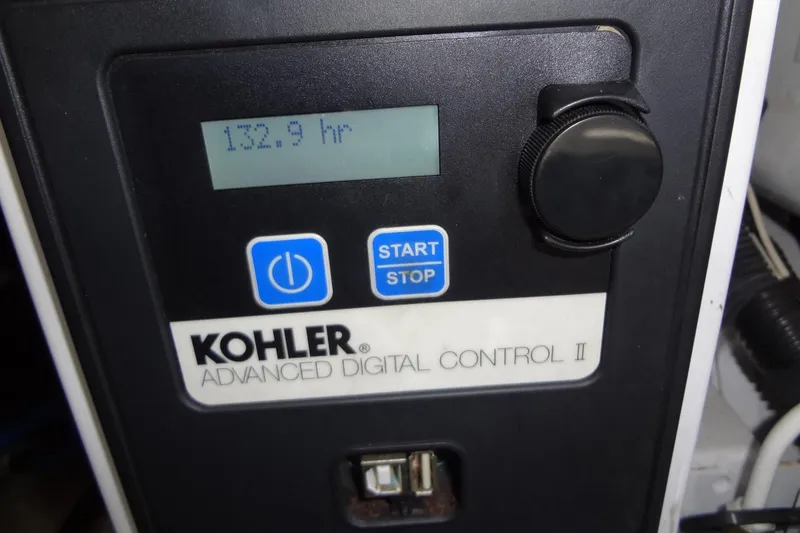 132.9 hr
START
STOP
KOHLER®
ADVANCED DIGITAL CONTROL II